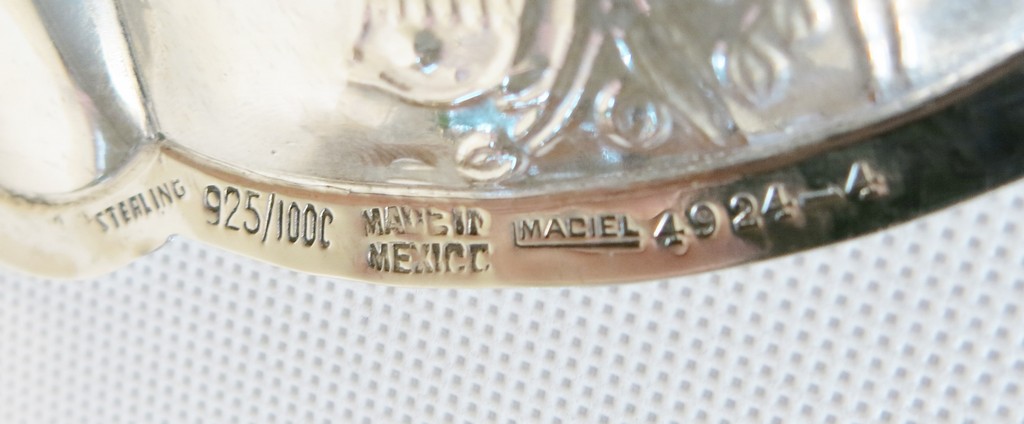 STERLING
925/1000
MADE IN
MEXICO
MACIEL
4924-4